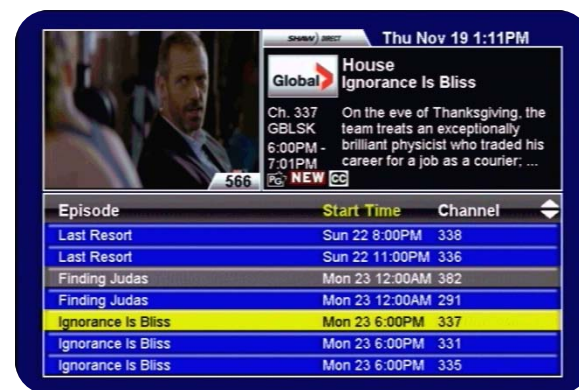 SHAW) DIRECT
Thu Nov 19 1:11PM
566
Global
House
Ignorance Is Bliss
Ch. 337
GBLSK
6:00PM -
7:01PM
PG NEW CC
On the eve of Thanksgiving, the
team treats an exceptionally
brilliant physicist who traded his
career for a job as a courier; ...
Episode Start Time Channel
Last Resort Sun 22 8:00PM 338
Last Resort Sun 22 11:00PM 336
Finding Judas Mon 23 12:00AM 382
Finding Judas Mon 23 12:00AM 291
Ignorance Is Bliss Mon 23 6:00PM 337
Ignorance Is Bliss Mon 23 6:00PM 331
Ignorance Is Bliss Mon 23 6:00PM 335